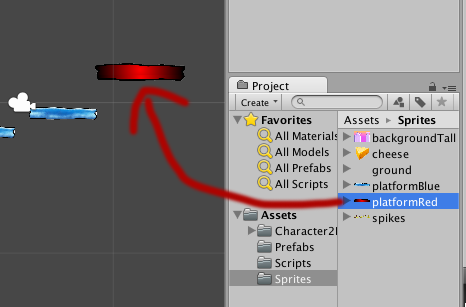 Project
Create
Favorites
All Materials
All Models
All Prefabs
All Scripts
Assets
Prefabs
Scripts
Sprites
Assets Sprites
backgroundTall
cheese
ground
platformBlue
platformRed
spikes